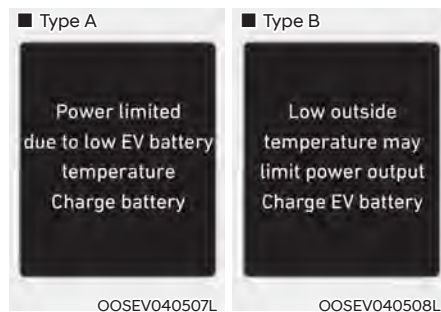 ■ Type A
Power limited
due to low EV battery
temperature
Charge battery
OOSEV040507L
■ Type B
Low outside
temperature may
limit power output
Charge EV battery
OOSEV040508L